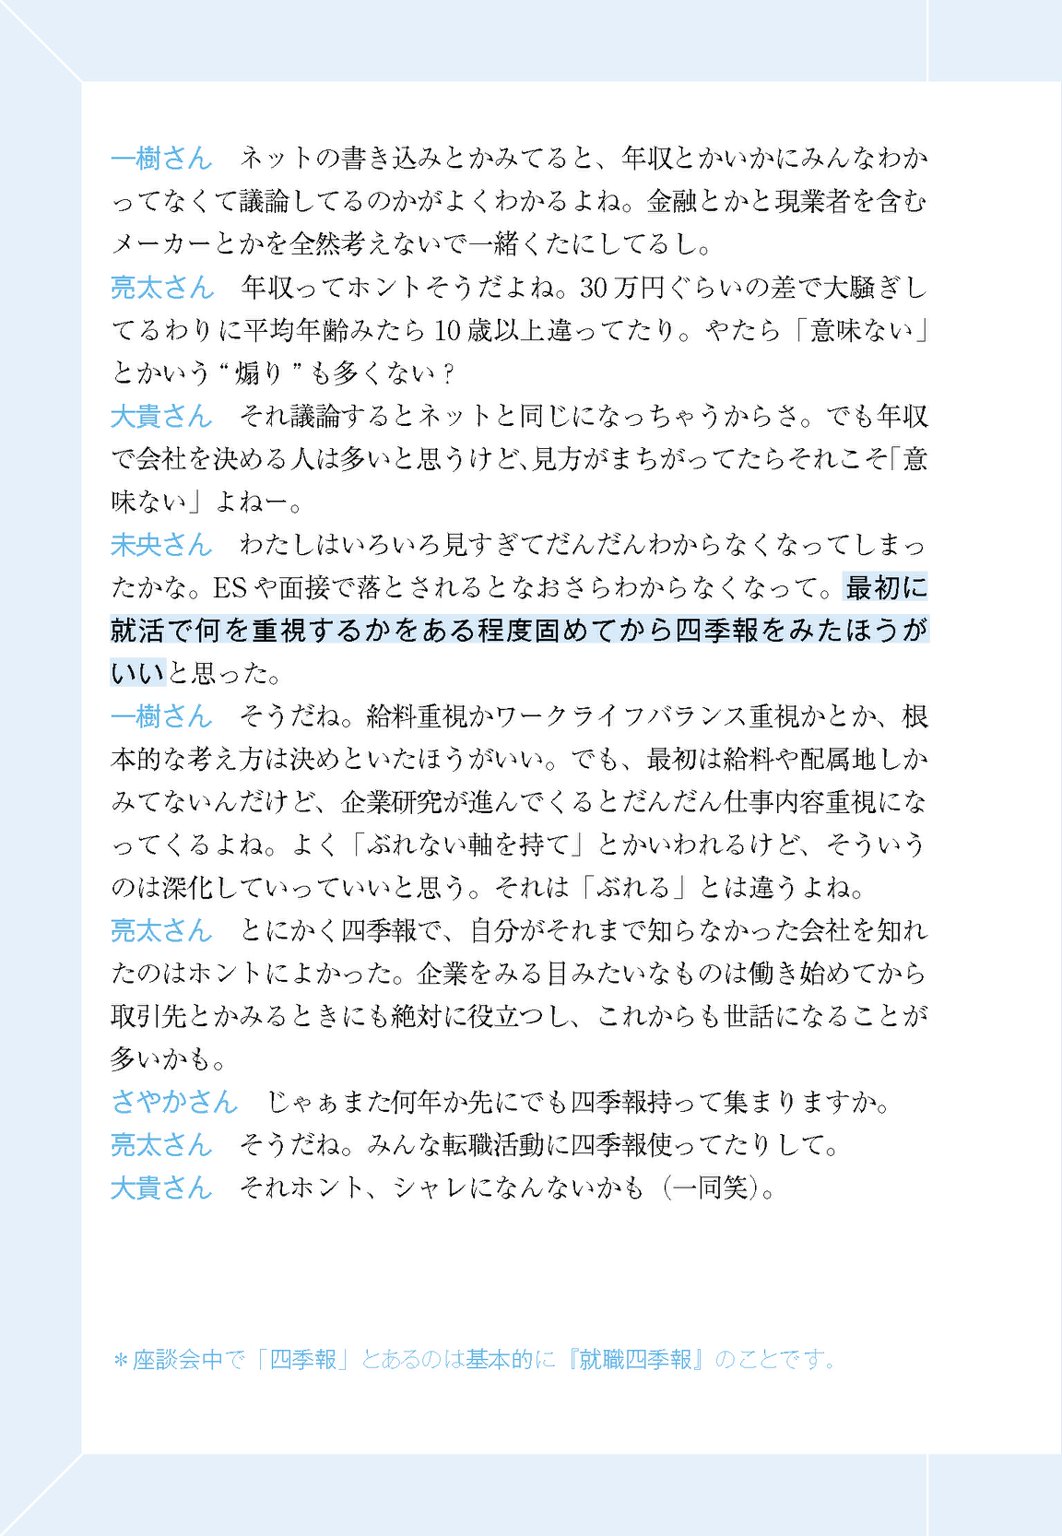 一樹さん　ネットの書き込みとかみてると、年収とかいかにみんなわか
ってなくて議論してるのかがよくわかるよね。金融とかと現業者を含む
メーカーとかを全然考えないで一緒くたにしてるし。
亮太さん　年収ってホントそうだよね。30 万円ぐらいの差で大騒ぎし
てるわりに平均年齢みたら 10 歳以上違ってたり。やたら「意味ない」
とかいう“煽り”も多くない？
大貴さん　それ議論するとネットと同じになっちゃうからさ。でも年収
で会社を決める人は多いと思うけど、見方がまちがってたらそれこそ「意
味ない」よねー。
未央さん　わたしはいろいろ見すぎてだんだんわからなくなってしまっ
たかな。ES や面接で落とされるとなおさらわからなくなって。最初に
就活で何を重視するかをある程度固めてから四季報をみたほうが
いいと思った。
一樹さん　そうだね。給料重視かワークライフバランス重視かとか、根
本的な考え方は決めといたほうがいい。でも、最初は給料や配属地しか
みてないんだけど、企業研究が進んでくるとだんだん仕事内容重視にな
ってくるよね。よく「ぶれない軸を持て」とかいわれるけど、そういう
のは深化していっていいと思う。それは「ぶれる」とは違うよね。
亮太さん　とにかく四季報で、自分がそれまで知らなかった会社を知れ
たのはホントによかった。企業をみる目みたいなものは働き始めてから
取引先とかみるときにも絶対に役立つし、これからも世話になることが
多いかも。
さやかさん　じゃぁまた何年か先にでも四季報持って集まりますか。
亮太さん　そうだね。みんな転職活動に四季報使ってたりして。
大貴さん　それホント、シャレになんないかも（一同笑）。
＊座談会中で「四季報」とあるのは基本的に『就職四季報』のことです。